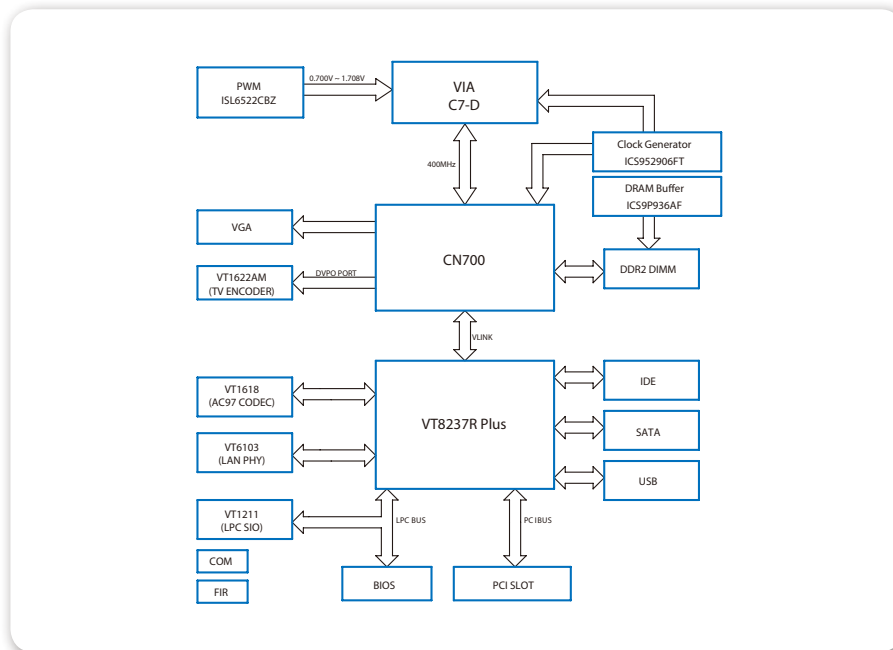 PWM
ISL6522CBZ
0.700V ~ 1.708V
VIA
C7-D
Clock Generator
ICS952906FT
400MHz
DRAM Buffer
ICS9P936AF
VGA
CN700
DDR2 DIMM
VT1622AM
(TV ENCODER)
DVPO PORT
VLINK
VT1618
(AC97 CODEC)
VT8237R Plus
IDE
SATA
VT6103
(LAN PHY)
USB
VT1211
(LPC SIO)
LPC BUS
PC IBUS
COM
FIR
BIOS
PCI SLOT